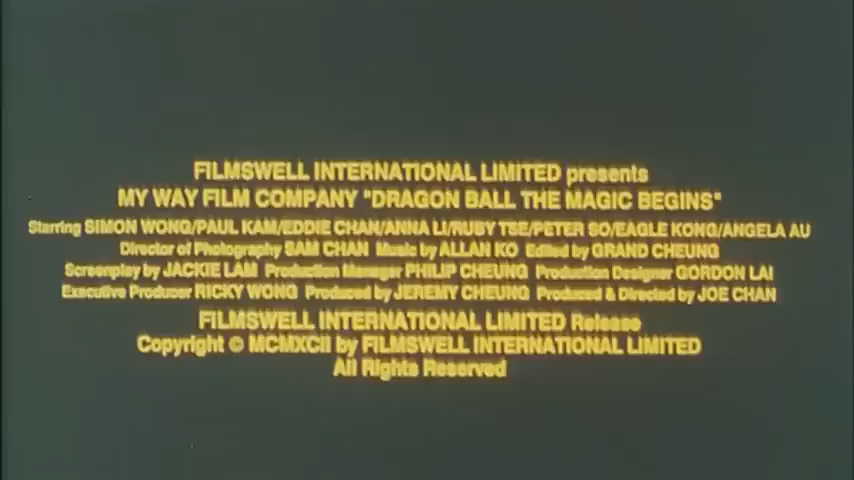 FILMSWELL INTERNATIONAL LIMITED presents
MY WAY FILM COMPANY "DRAGON BALL THE MAGIC BEGINS"
Starring SIMON WONG/PAUL KAM/EDDIE CHAN/ANNA LI/RUBY TSE/PETER SO/EAGLE KONG/ANGELA AU
Director of Photography SAM CHAN Music by ALLAN KO Edited by GRAND CHEUNG
Screenplay by JACKIE LAM Production Manager PHILIP CHEUNG Production Designer GORDON LAI
Executive Producer RICKY WONG Produced by JEREMY CHEUNG Produced & Directed by JOE CHAN
FILMSWELL INTERNATIONAL LIMITED Release
Copyright © MCMXCII by FILMSWELL INTERNATIONAL LIMITED
All Rights Reserved